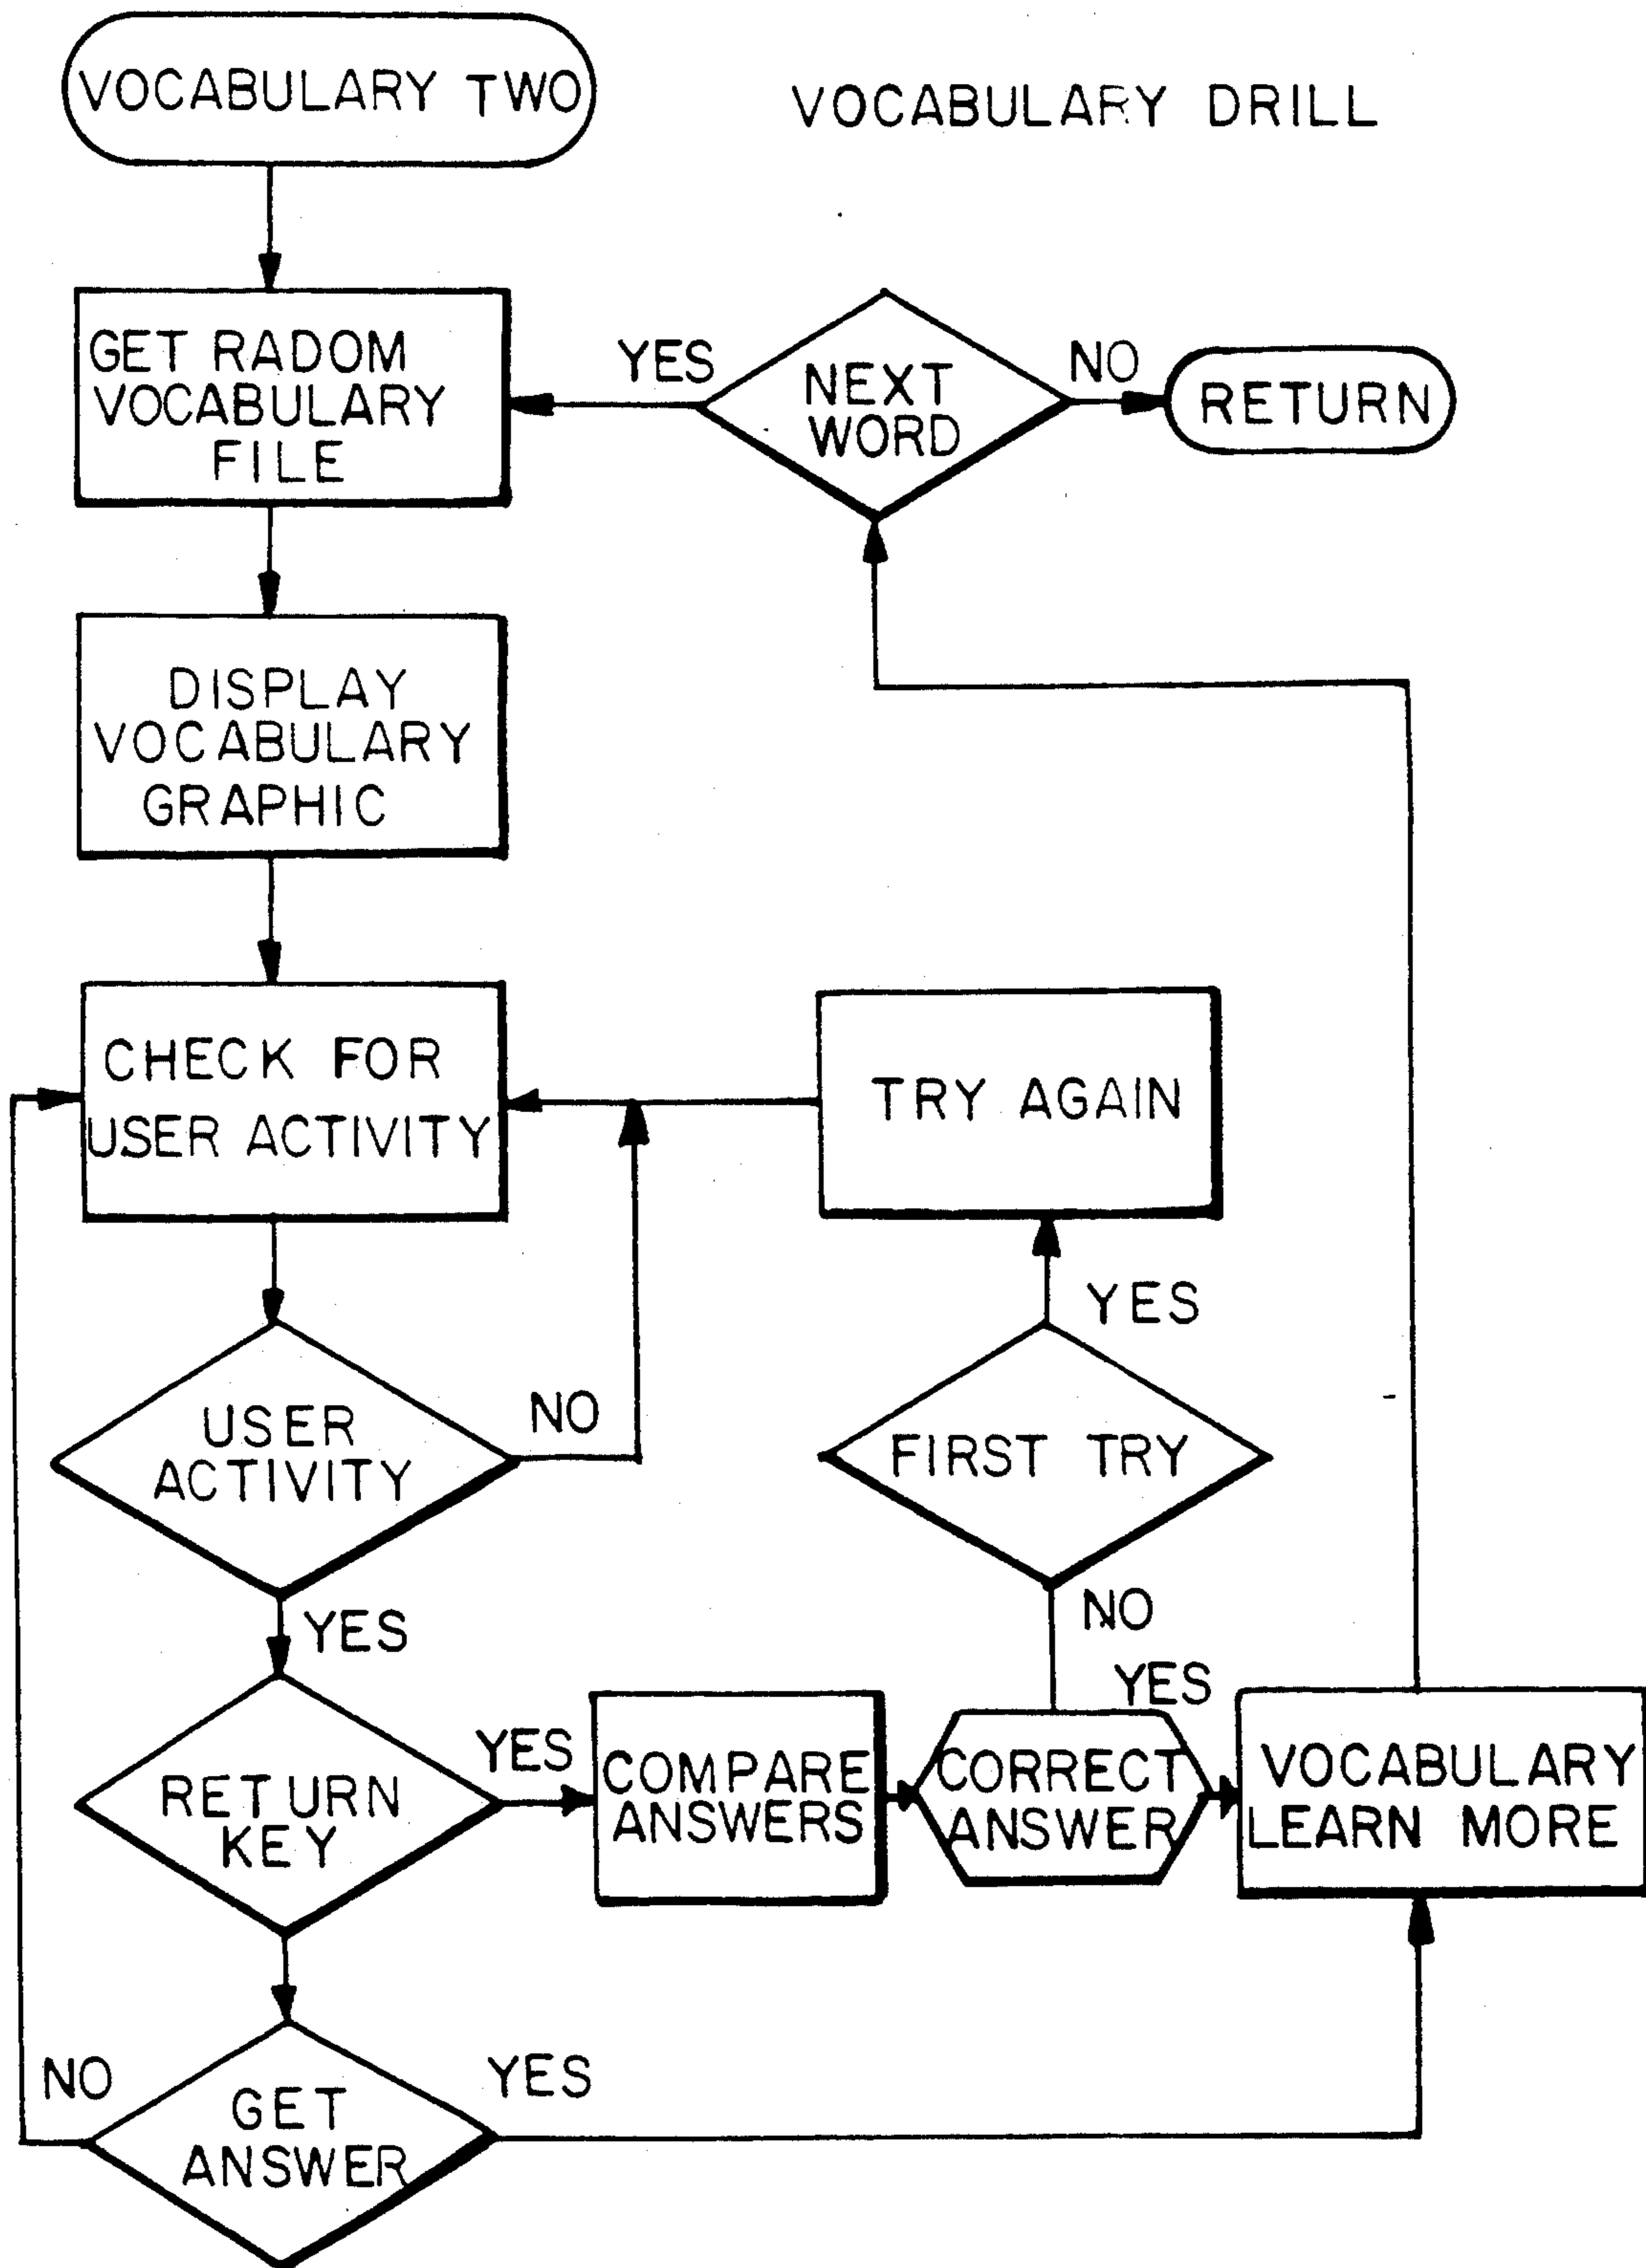 VOCABULARY TWO
VOCABULARY DRILL
GET RADOM
VOCABULARY
FILE
YES
NEXT
WORD
NO
RETURN
DISPLAY
VOCABULARY
GRAPHIC
CHECK FOR
USER ACTIVITY
TRY AGAIN
YES
USER
ACTIVITY
NO
FIRST TRY
YES
NO
RETURN
KEY
YES
COMPARE
ANSWERS
CORRECT
ANSWER
YES
VOCABULARY
LEARN MORE
NO
GET
ANSWER
YES